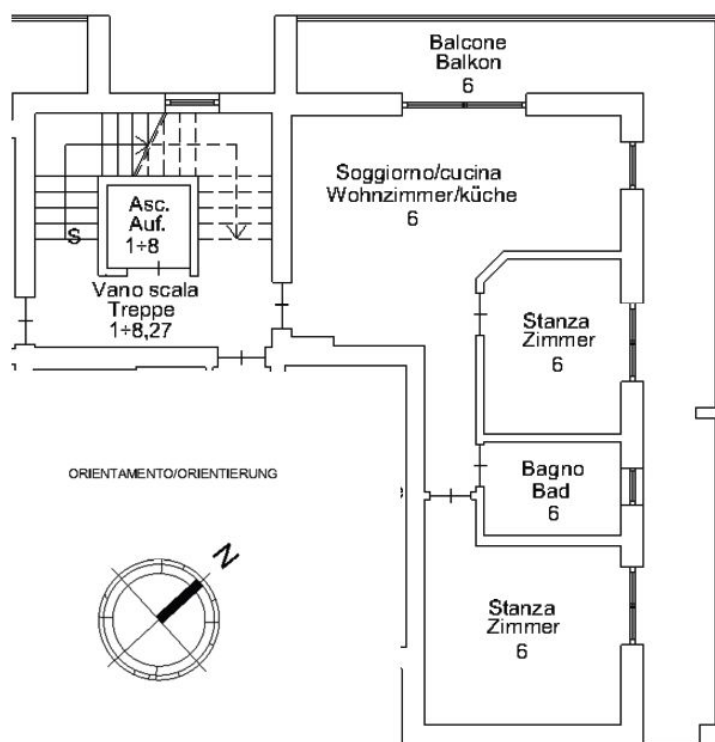 Balcone
Balkon
6
Soggiorno/cucina
Wohnzimmer/küche
6
Asc.
Auf.
1÷8
S
Vano scala
Treppe
1÷8,27
Stanza
Zimmer
6
ORIENTAMENTO/ORIENTIERUNG
Bagno
Bad
6
N
Stanza
Zimmer
6